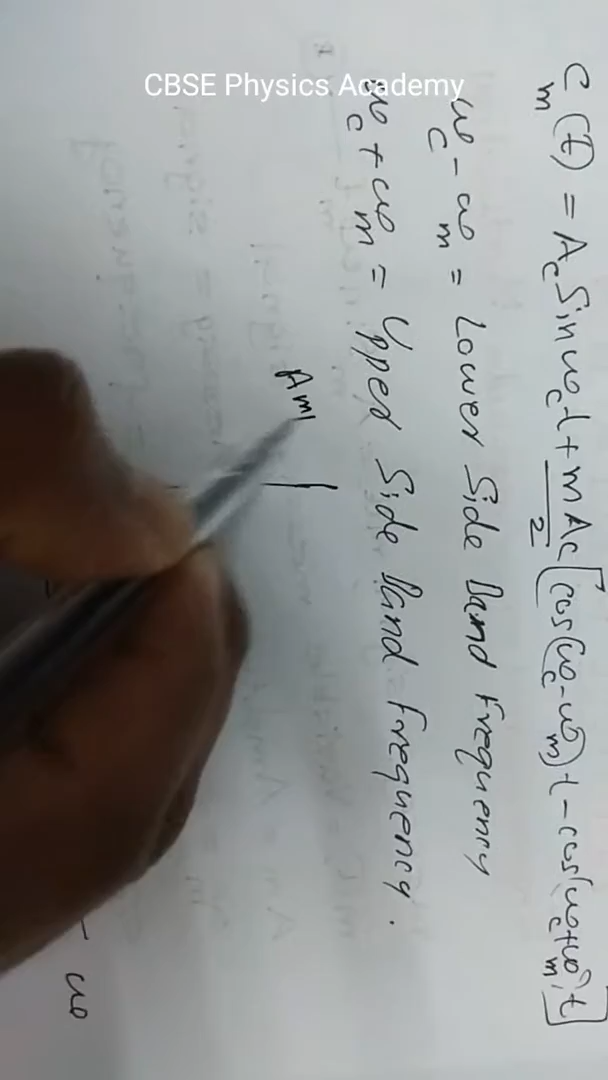 CBSE Physics Academy
C_m(t) = A_c Sin ω_c t + mA_c/2 [cos(ω_c-ω_m)t - cos(ω_c+ω_m)t]
ω_c - ω_m = Lower Side Band Frequency
ω_c + ω_m = Upper Side Band Frequency.
Am
ω